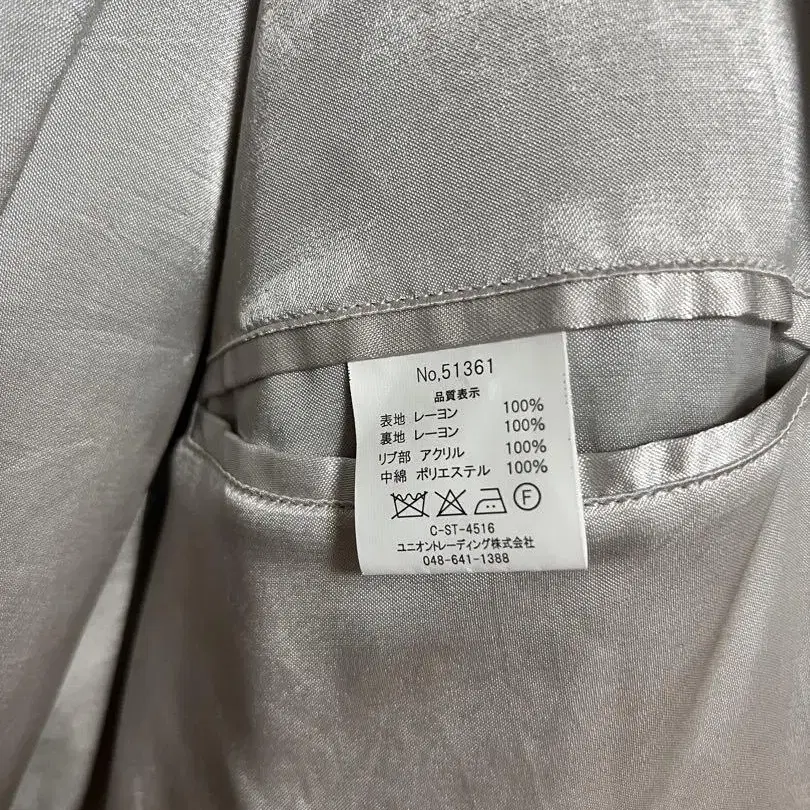 No,51361
品質表示
表地 レーヨン 100%
裏地 レーヨン 100%
リブ部 アクリル 100%
中綿 ポリエステル 100%
F
C-ST-4516
ユニオントレーディング株式会社
048-641-1388